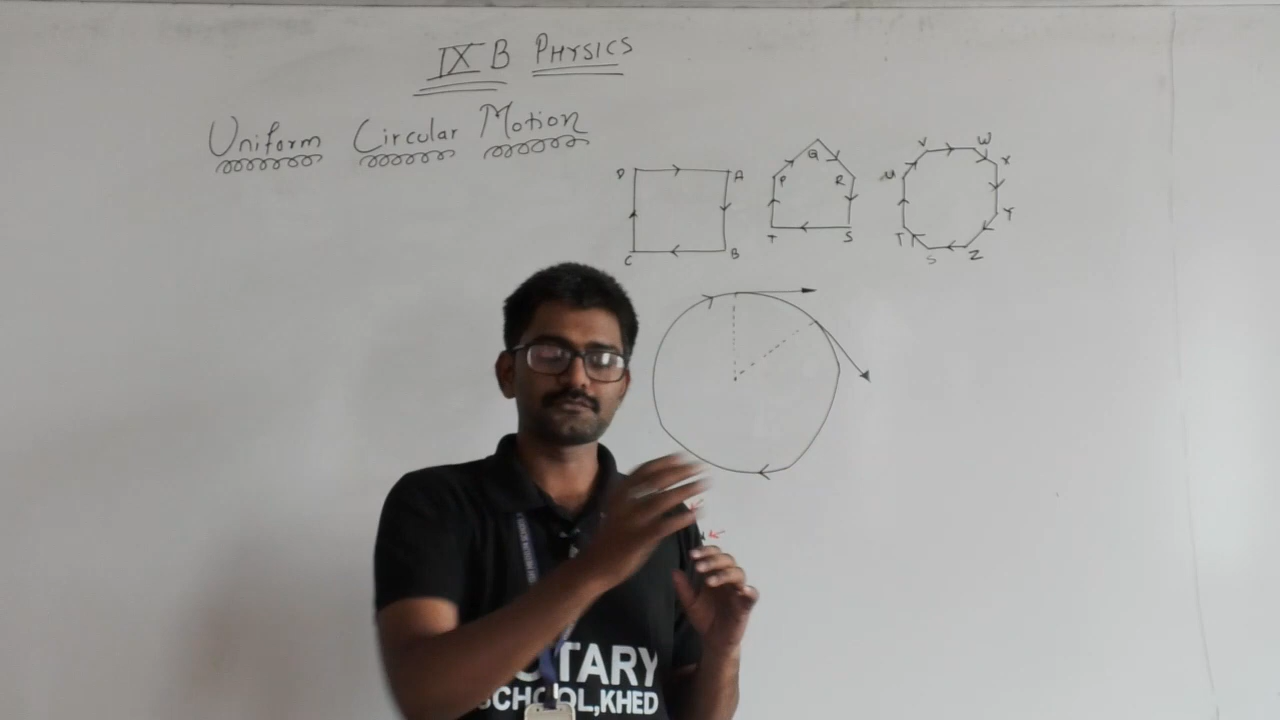 IX B PHYSICS
Uniform Circular Motion
D A
C B
P Q R
T S
U V W X
T S Z Y
TARY
SCHOOL, KHED